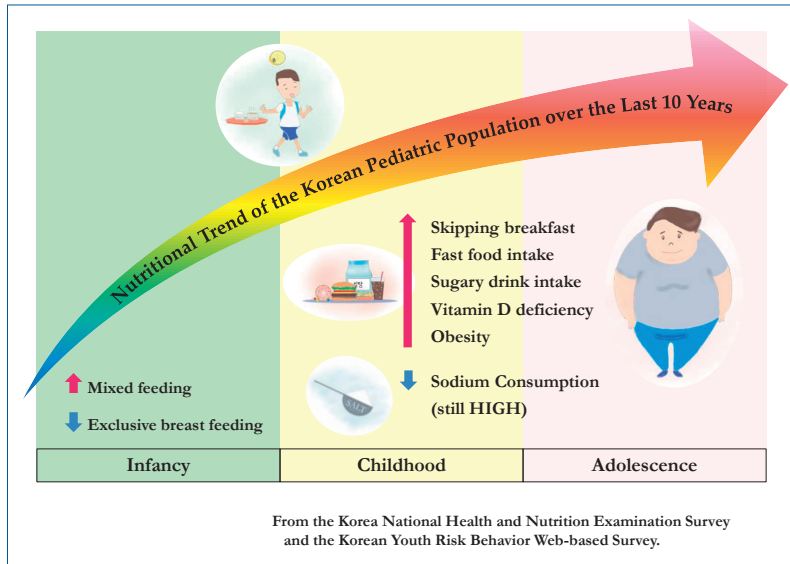 Nutritional Trend of the Korean Pediatric Population over the Last 10 Years
Skipping breakfast
Fast food intake
Sugary drink intake
Vitamin D deficiency
Obesity
SALT
Sodium Consumption
(still HIGH)
Mixed feeding
Exclusive breast feeding
Infancy
Childhood
Adolescence
From the Korea National Health and Nutrition Examination Survey
and the Korean Youth Risk Behavior Web-based Survey.